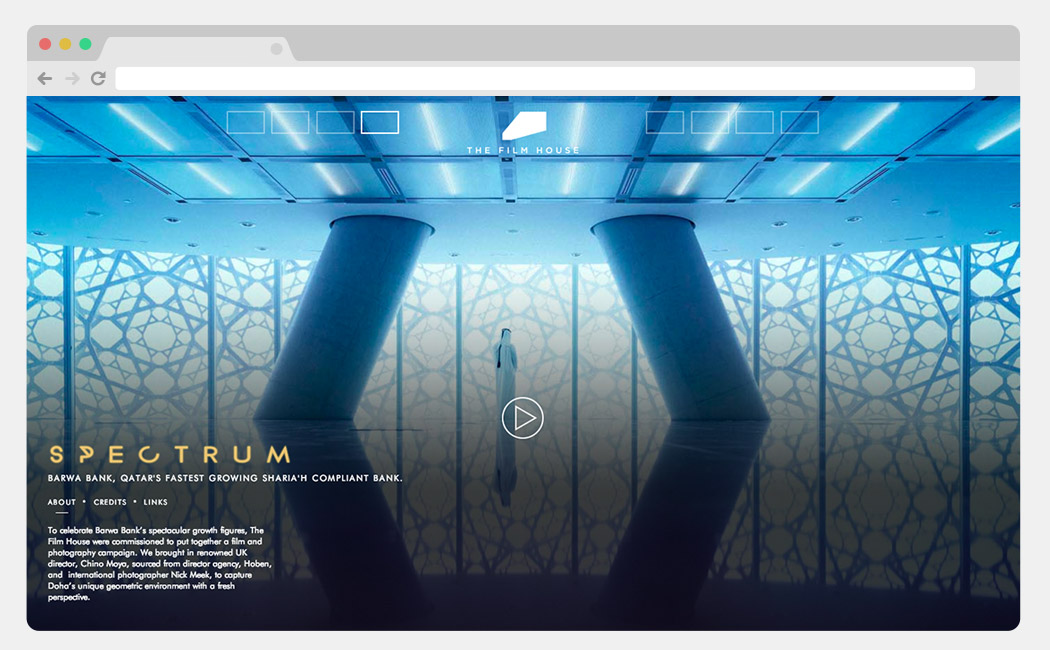 THE FILM HOUSE
SPECTRUM
BARWA BANK, QATAR'S FASTEST GROWING SHARIA'H COMPLIANT BANK.
ABOUT • CREDITS • LINKS
To celebrate Barwa Bank's spectacular growth figures, The
Film House were commissioned to put together a film and
photography campaign. We brought in renowned UK
director, Chino Moya, sourced from director agency, Hoben,
and international photographer Nick Meek, to capture
Doha's unique geometric environment with a fresh
perspective.